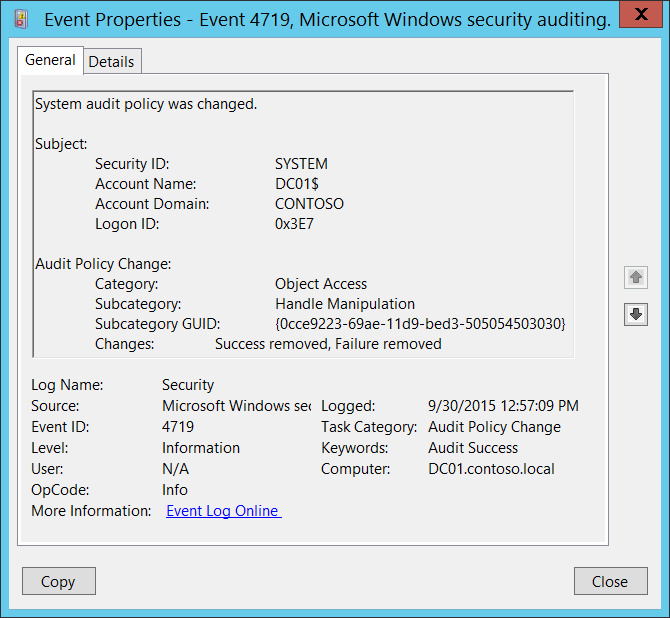 Event Properties - Event 4719, Microsoft Windows security auditing.
X
General Details
System audit policy was changed.
Subject:
Security ID: SYSTEM
Account Name: DC01$
Account Domain: CONTOSO
Logon ID: 0x3E7
Audit Policy Change:
Category: Object Access
Subcategory: Handle Manipulation
Subcategory GUID: {0cce9223-69ae-11d9-bed3-505054503030}
Changes: Success removed, Failure removed
Log Name: Security
Source: Microsoft Windows sec Logged: 9/30/2015 12:57:09 PM
Event ID: 4719 Task Category: Audit Policy Change
Level: Information Keywords: Audit Success
User: N/A Computer: DC01.contoso.local
OpCode: Info
More Information: Event Log Online
Copy Close